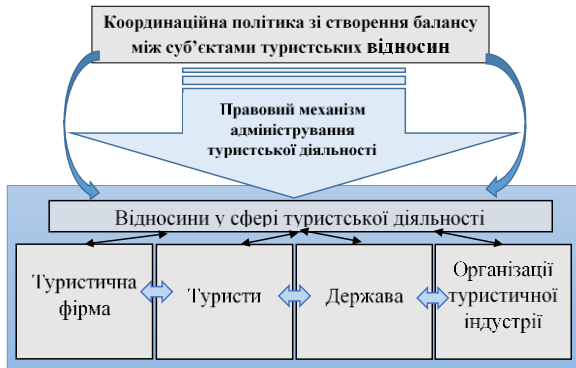 Координаційна політика зі створення балансу
між суб’єктами туристських відносин
Правовий механізм
адміністрування
туристської діяльності
Відносини у сфері туристської діяльності
Туристична
фірма
Туристи
Держава
Організації
туристичної
індустрії